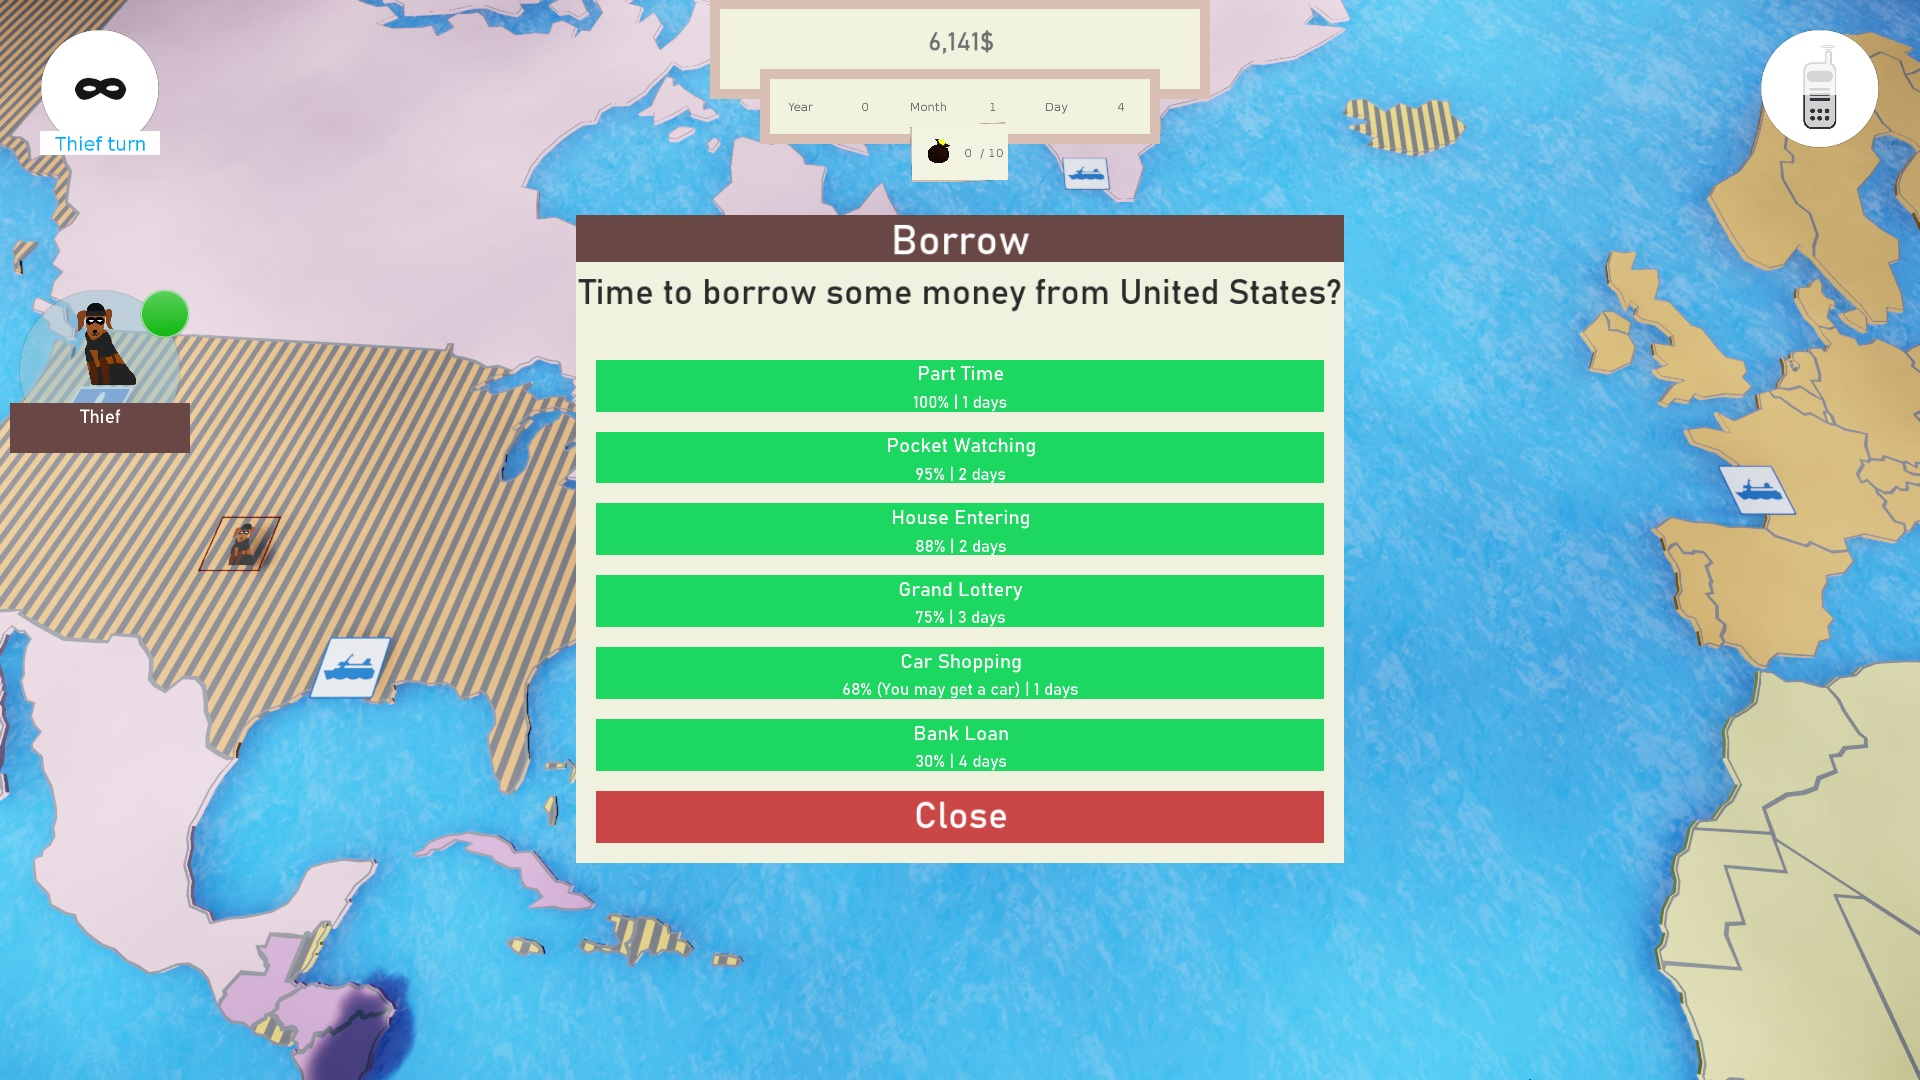 6,141$
Year 0 Month 1 Day 4
0 / 10
Thief turn
Borrow
Time to borrow some money from United States?
Part Time
100% | 1 days
Pocket Watching
95% | 2 days
House Entering
88% | 2 days
Grand Lottery
75% | 3 days
Car Shopping
68% (You may get a car) | 1 days
Bank Loan
30% | 4 days
Close
Thief